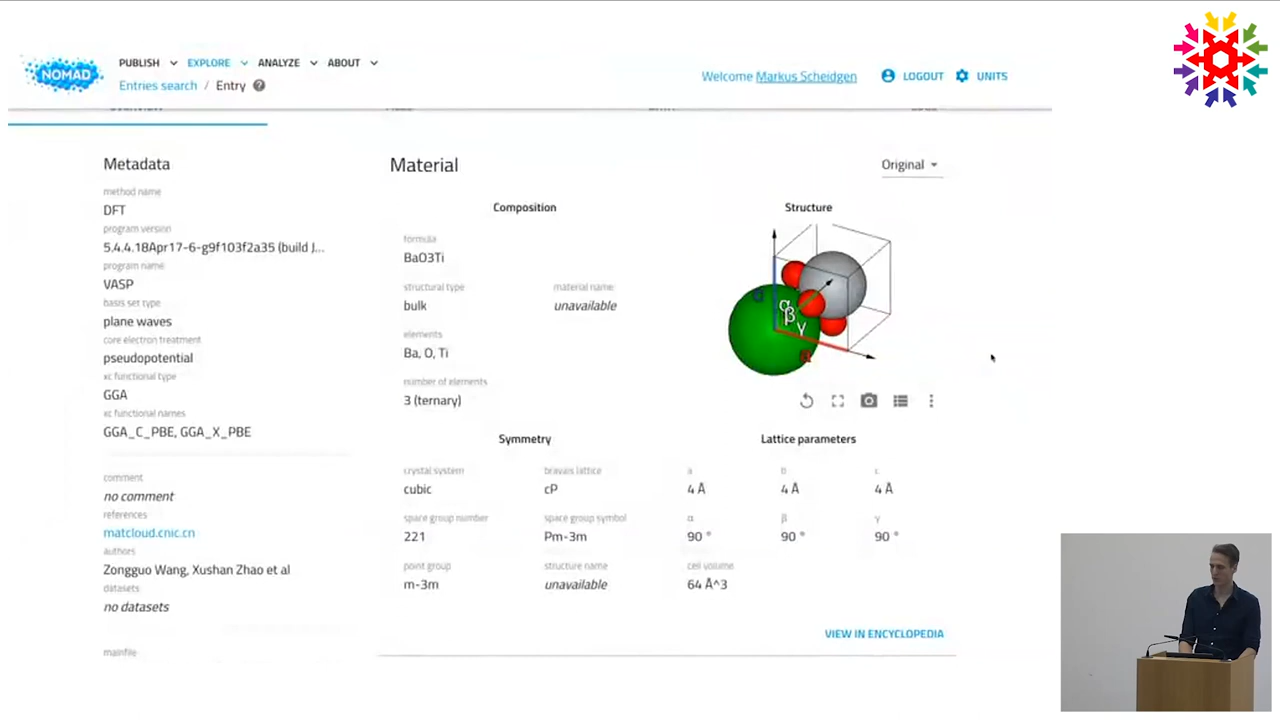 NOMAD
PUBLISH EXPLORE ANALYZE ABOUT
Entries search / Entry ?
Welcome Markus Scheidgen LOGOUT UNITS
Metadata
method name
DFT
program version
5.4.4.18Apr17-6-g9f103f2a35 (build J...
program name
VASP
basis set type
plane waves
core electron treatment
pseudopotential
xc functional type
GGA
xc functional names
GGA_C_PBE, GGA_X_PBE
comment
no comment
references
matcloud.cnic.cn
authors
Zongguo Wang, Xushan Zhao et al
datasets
no datasets
mainfile
Material
Original
Composition
formula
BaO3Ti
structural type material name
bulk unavailable
elements
Ba, O, Ti
number of elements
3 (ternary)
Structure
α
β
γ
Symmetry
crystal system bravais lattice
cubic cP
space group number space group symbol
221 Pm-3m
point group structure name
m-3m unavailable
Lattice parameters
a b c
4 Å 4 Å 4 Å
α β γ
90 ° 90 ° 90 °
cell volume
64 Å^3
VIEW IN ENCYCLOPEDIA